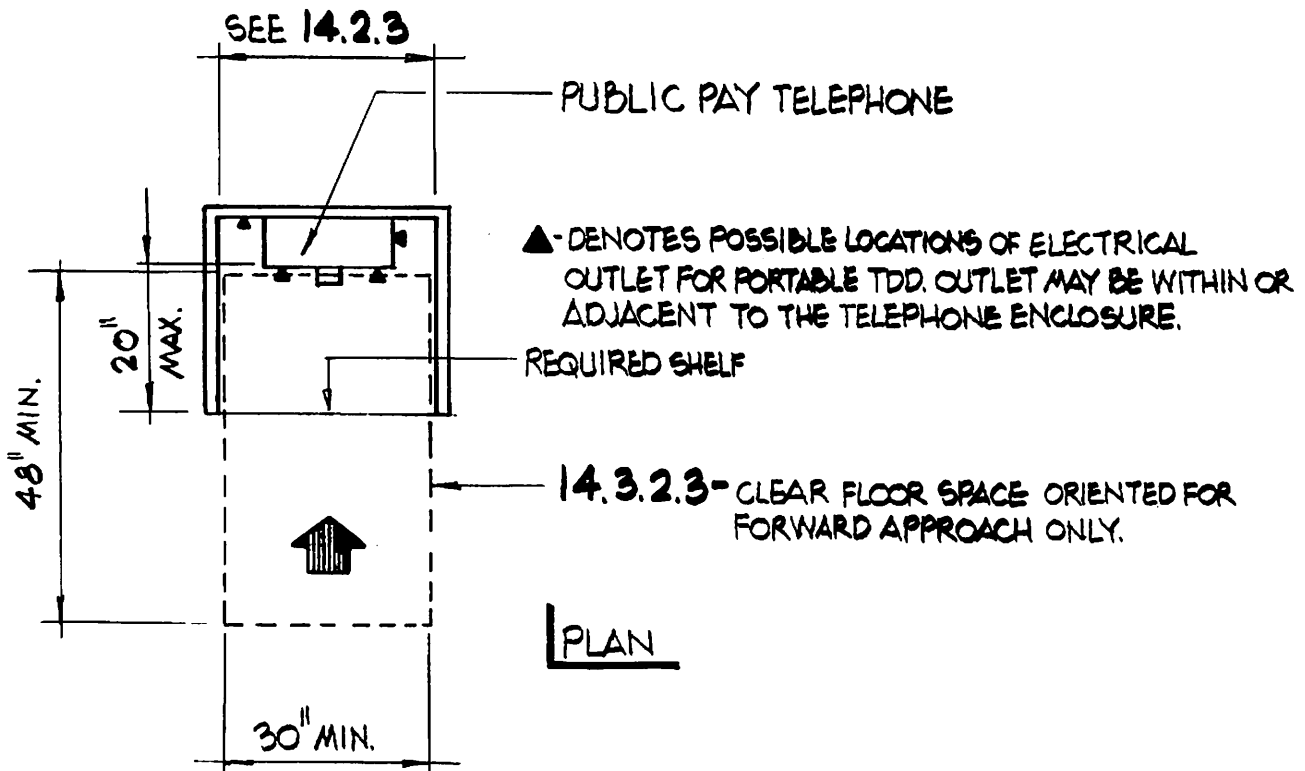 SEE 14.2.3
PUBLIC PAY TELEPHONE
▲-DENOTES POSSIBLE LOCATIONS OF ELECTRICAL
OUTLET FOR PORTABLE TDD. OUTLET MAY BE WITHIN OR
ADJACENT TO THE TELEPHONE ENCLOSURE.
20" MAX.
REQUIRED SHELF
48" MIN.
14.3.2.3- CLEAR FLOOR SPACE ORIENTED FOR
FORWARD APPROACH ONLY.
PLAN
30" MIN.